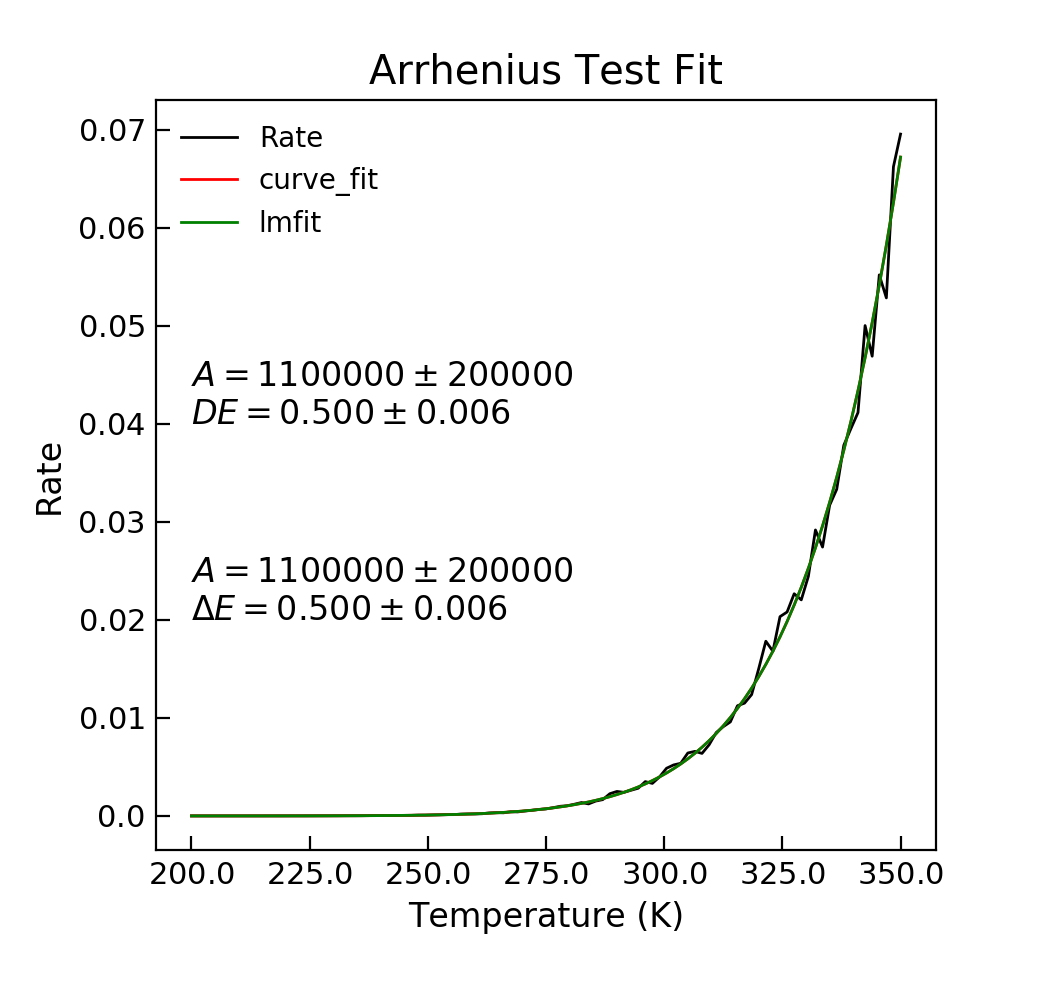 Arrhenius Test Fit
0.07
0.06
0.05
0.04
0.03
0.02
0.01
0.0
Rate
Rate
curve_fit
lmfit
A = 1100000 ± 200000
DE = 0.500 ± 0.006
A = 1100000 ± 200000
ΔE = 0.500 ± 0.006
200.0 225.0 250.0 275.0 300.0 325.0 350.0
Temperature (K)